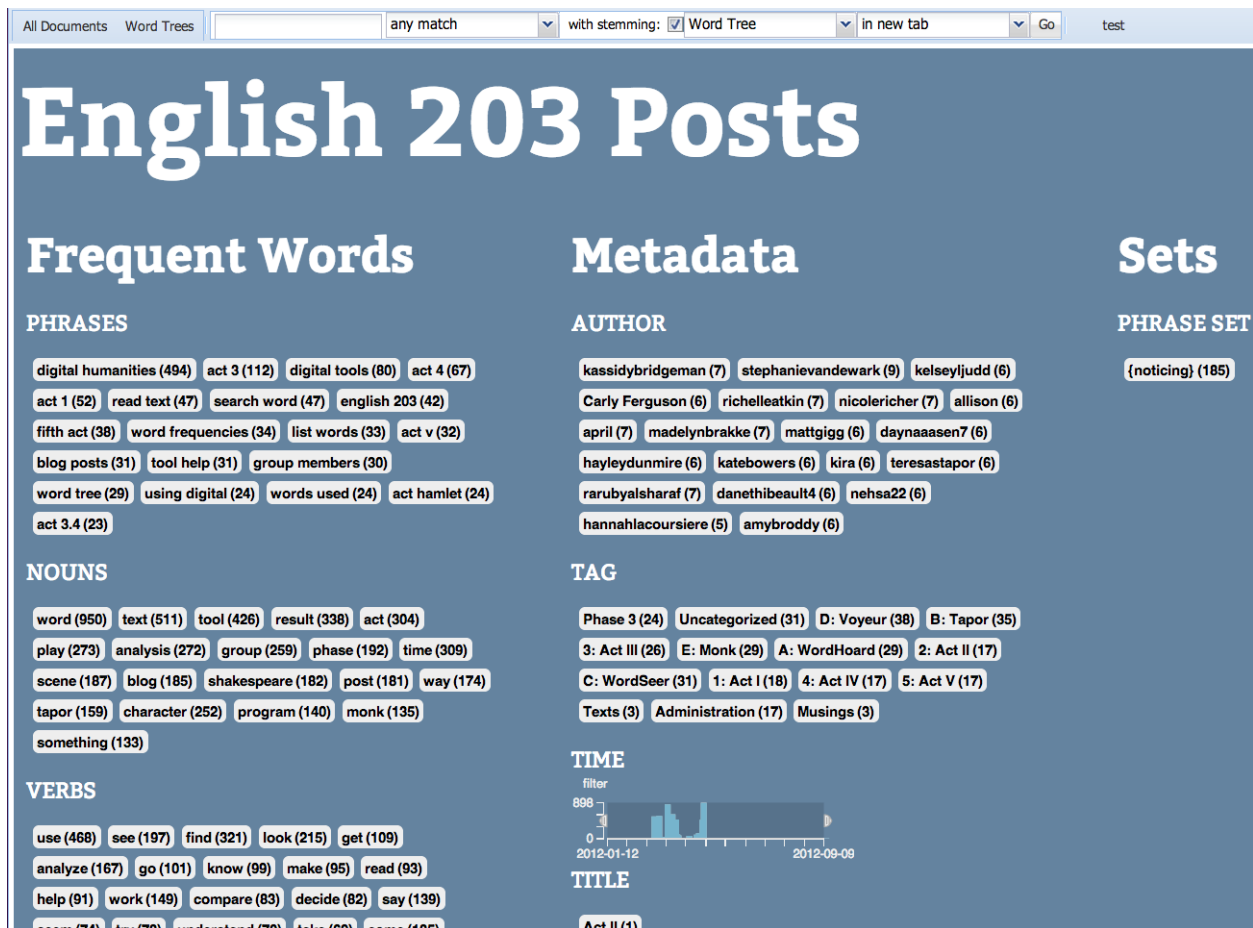 All Documents Word Trees any match with stemming: Word Tree in new tab Go test
English 203 Posts
Frequent Words
PHRASES
digital humanities (494) act 3 (112) digital tools (80) act 4 (67)
act 1 (52) read text (47) search word (47) english 203 (42)
fifth act (38) word frequencies (34) list words (33) act v (32)
blog posts (31) tool help (31) group members (30)
word tree (29) using digital (24) words used (24) act hamlet (24)
act 3.4 (23)
NOUNS
word (950) text (511) tool (426) result (338) act (304)
play (273) analysis (272) group (259) phase (192) time (309)
scene (187) blog (185) shakespeare (182) post (181) way (174)
tapor (159) character (252) program (140) monk (135)
something (133)
VERBS
use (468) see (197) find (321) look (215) get (109)
analyze (167) go (101) know (99) make (95) read (93)
help (91) work (149) compare (83) decide (82) say (139)
Metadata
AUTHOR
kassidybridgeman (7) stephanievandewark (9) kelseyljudd (6)
Carly Ferguson (6) richelleatkin (7) nicolericher (7) allison (6)
april (7) madelynbrakke (7) mattgigg (6) daynaaasen7 (6)
hayleydunmire (6) katebowers (6) kira (6) teresastapor (6)
rarubyalsharaf (7) danethibeault4 (6) nehsa22 (6)
hannahlacoursiere (5) amybroddy (6)
TAG
Phase 3 (24) Uncategorized (31) D: Voyeur (38) B: Tapor (35)
3: Act III (26) E: Monk (29) A: WordHoard (29) 2: Act II (17)
C: WordSeer (31) 1: Act I (18) 4: Act IV (17) 5: Act V (17)
Texts (3) Administration (17) Musings (3)
TIME
filter
898
0
2012-01-12 2012-09-09
TITLE
Act II (1)
Sets
PHRASE SET
{noticing} (185)